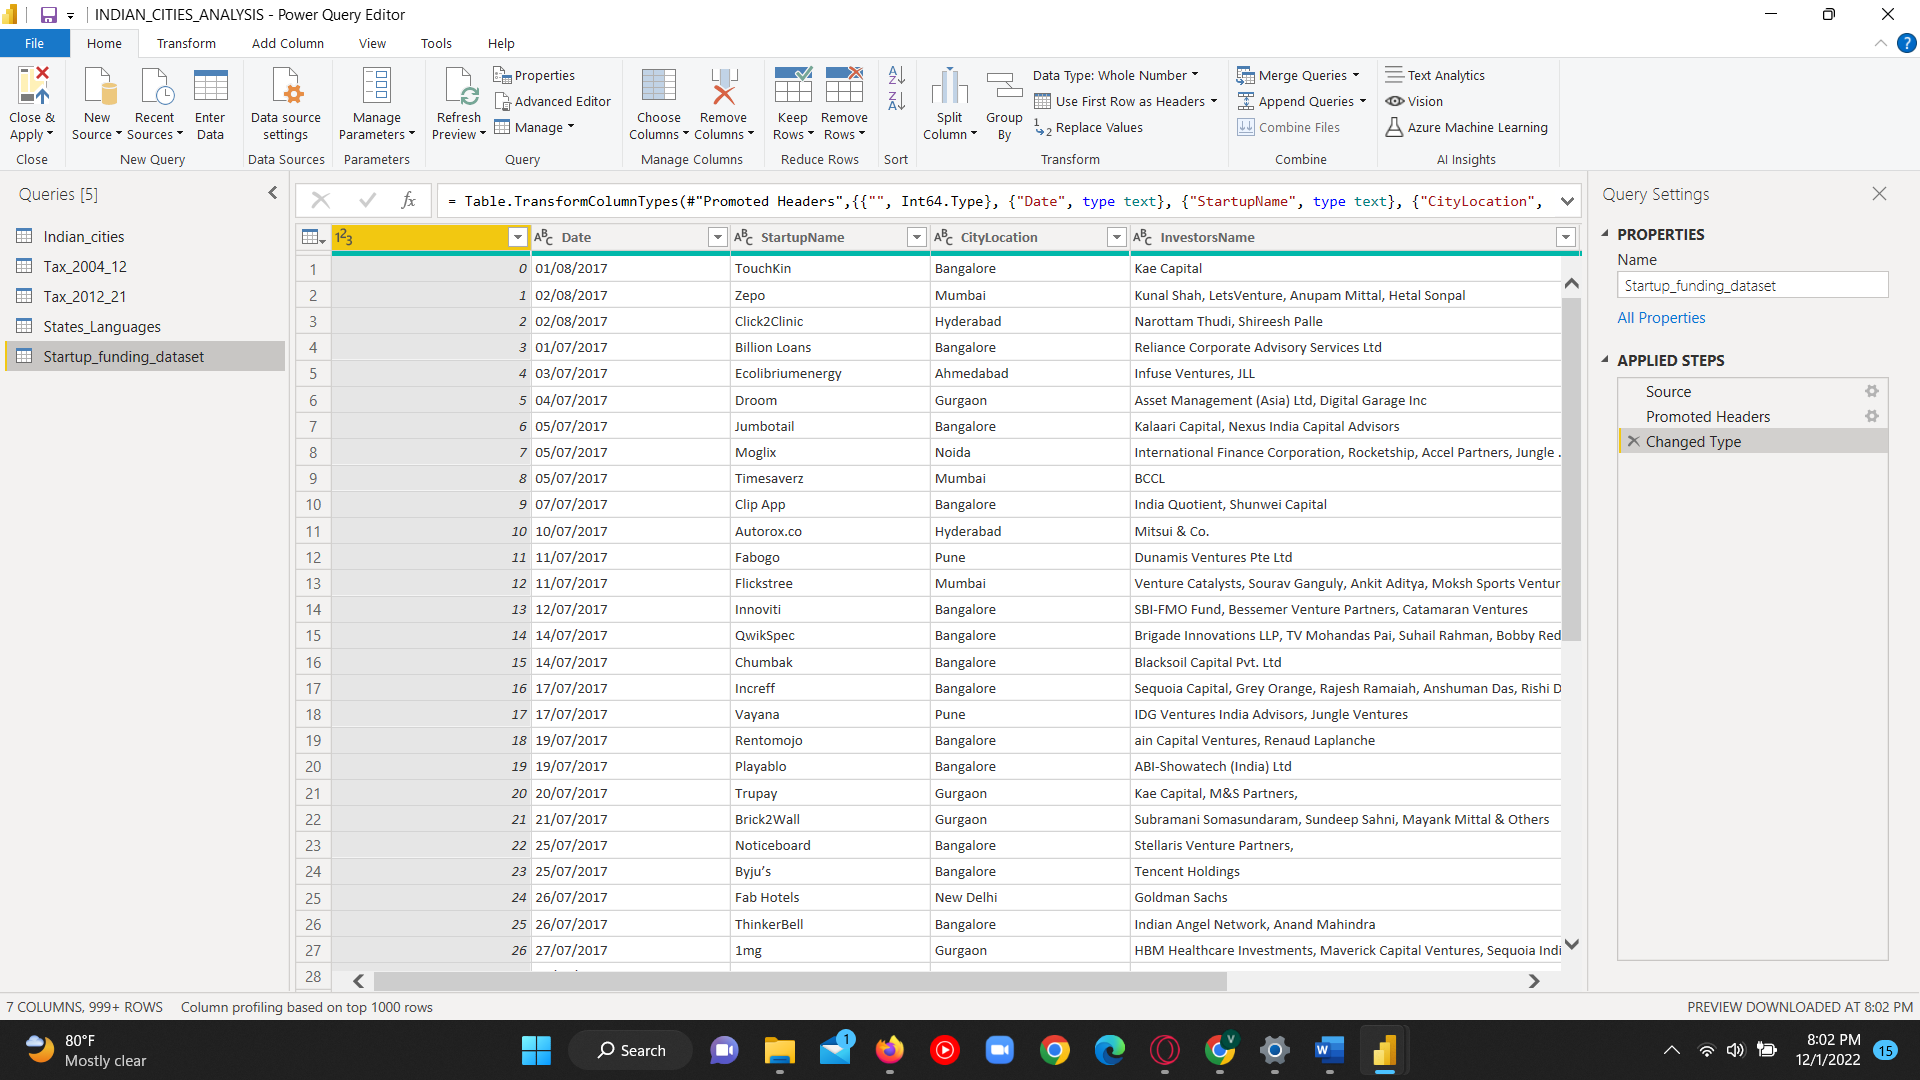 INDIAN_CITIES_ANALYSIS - Power Query Editor
File Home Transform Add Column View Tools Help
Close & Apply
New Source
Recent Sources
Enter Data
Data source settings
Manage Parameters
Refresh Preview
Properties
Advanced Editor
Manage
Choose Columns
Remove Columns
Keep Rows
Remove Rows
Split Column
Group By
Data Type: Whole Number
Use First Row as Headers
Replace Values
Merge Queries
Append Queries
Combine Files
Text Analytics
Vision
Azure Machine Learning
Close New Query Data Sources Parameters Query Manage Columns Reduce Rows Sort Transform Combine AI Insights
Queries [5]
Indian_cities
Tax_2004_12
Tax_2012_21
States_Languages
Startup_funding_dataset
fx = Table.TransformColumnTypes(#"Promoted Headers",{{"", Int64.Type}, {"Date", type text}, {"StartupName", type text}, {"CityLocation",
123 ABC Date ABC StartupName ABC CityLocation ABC InvestorsName
1 0 01/08/2017 TouchKin Bangalore Kae Capital
2 1 02/08/2017 Zepo Mumbai Kunal Shah, LetsVenture, Anupam Mittal, Hetal Sonpal
3 2 02/08/2017 Click2Clinic Hyderabad Narottam Thudi, Shireesh Palle
4 3 01/07/2017 Billion Loans Bangalore Reliance Corporate Advisory Services Ltd
5 4 03/07/2017 Ecolibriumenergy Ahmedabad Infuse Ventures, JLL
6 5 04/07/2017 Droom Gurgaon Asset Management (Asia) Ltd, Digital Garage Inc
7 6 05/07/2017 Jumbotail Bangalore Kalaari Capital, Nexus India Capital Advisors
8 7 05/07/2017 Moglix Noida International Finance Corporation, Rocketship, Accel Partners, Jungle .
9 8 05/07/2017 Timesaverz Mumbai BCCL
10 9 07/07/2017 Clip App Bangalore India Quotient, Shunwei Capital
11 10 10/07/2017 Autorox.co Hyderabad Mitsui & Co.
12 11 11/07/2017 Fabogo Pune Dunamis Ventures Pte Ltd
13 12 11/07/2017 Flickstree Mumbai Venture Catalysts, Sourav Ganguly, Ankit Aditya, Moksh Sports Ventur
14 13 12/07/2017 Innoviti Bangalore SBI-FMO Fund, Bessemer Venture Partners, Catamaran Ventures
15 14 14/07/2017 QwikSpec Bangalore Brigade Innovations LLP, TV Mohandas Pai, Suhail Rahman, Bobby Red
16 15 14/07/2017 Chumbak Bangalore Blacksoil Capital Pvt. Ltd
17 16 17/07/2017 Increff Bangalore Sequoia Capital, Grey Orange, Rajesh Ramaiah, Anshuman Das, Rishi D
18 17 17/07/2017 Vayana Pune IDG Ventures India Advisors, Jungle Ventures
19 18 19/07/2017 Rentomojo Bangalore ain Capital Ventures, Renaud Laplanche
20 19 19/07/2017 Playablo Bangalore ABI-Showatech (India) Ltd
21 20 20/07/2017 Trupay Gurgaon Kae Capital, M&S Partners,
22 21 21/07/2017 Brick2Wall Gurgaon Subramani Somasundaram, Sundeep Sahni, Mayank Mittal & Others
23 22 25/07/2017 Noticeboard Bangalore Stellaris Venture Partners,
24 23 25/07/2017 Byju’s Bangalore Tencent Holdings
25 24 26/07/2017 Fab Hotels New Delhi Goldman Sachs
26 25 26/07/2017 ThinkerBell Bangalore Indian Angel Network, Anand Mahindra
27 26 27/07/2017 1mg Gurgaon HBM Healthcare Investments, Maverick Capital Ventures, Sequoia Indi
28
Query Settings
PROPERTIES
Name
Startup_funding_dataset
All Properties
APPLIED STEPS
Source
Promoted Headers
Changed Type
7 COLUMNS, 999+ ROWS Column profiling based on top 1000 rows PREVIEW DOWNLOADED AT 8:02 PM
80°F
Mostly clear
Search
1
V
8:02 PM
12/1/2022
15